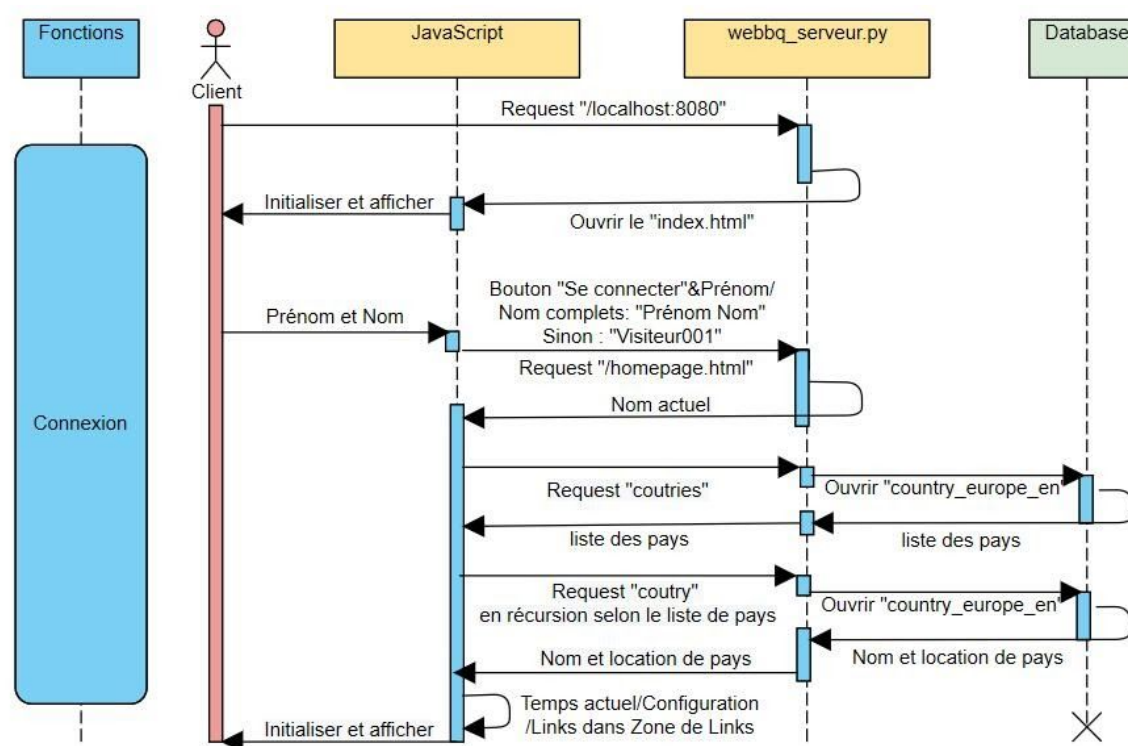 Fonctions
JavaScript
webbq_serveur.py
Database
Client
Request "/localhost:8080"
Initialiser et afficher
Ouvrir le "index.html"
Bouton "Se connecter"&Prénom/
Nom complets: "Prénom Nom"
Sinon : "Visiteur001"
Prénom et Nom
Request "/homepage.html"
Nom actuel
Connexion
Request "coutries"
Ouvrir "country_europe_en"
liste des pays
liste des pays
Request "coutry"
en récursion selon le liste de pays
Ouvrir "country_europe_en"
Nom et location de pays
Nom et location de pays
Temps actuel/Configuration
/Links dans Zone de Links
Initialiser et afficher